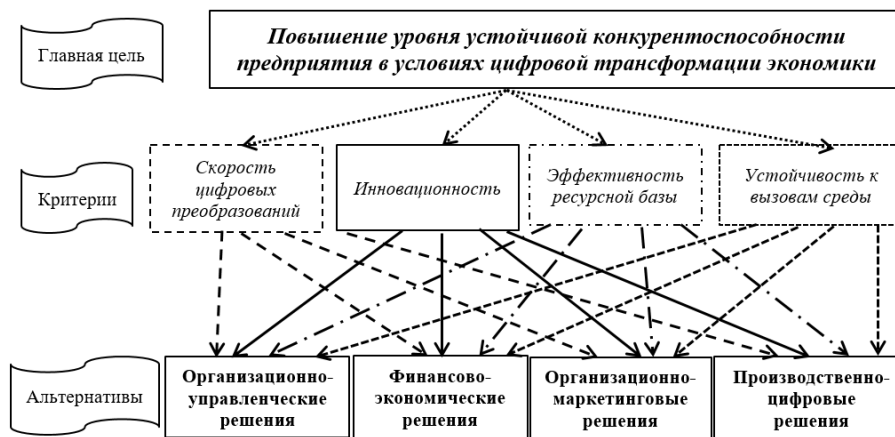 Главная цель
Повышение уровня устойчивой конкурентоспособности
предприятия в условиях цифровой трансформации экономики
Критерии
Скорость
цифровых
преобразований
Инновационность
Эффективность
ресурсной базы
Устойчивость к
вызовам среды
Альтернативы
Организационно-
управленческие
решения
Финансово-
экономические
решения
Организационно-
маркетинговые
решения
Производственно-
цифровые
решения